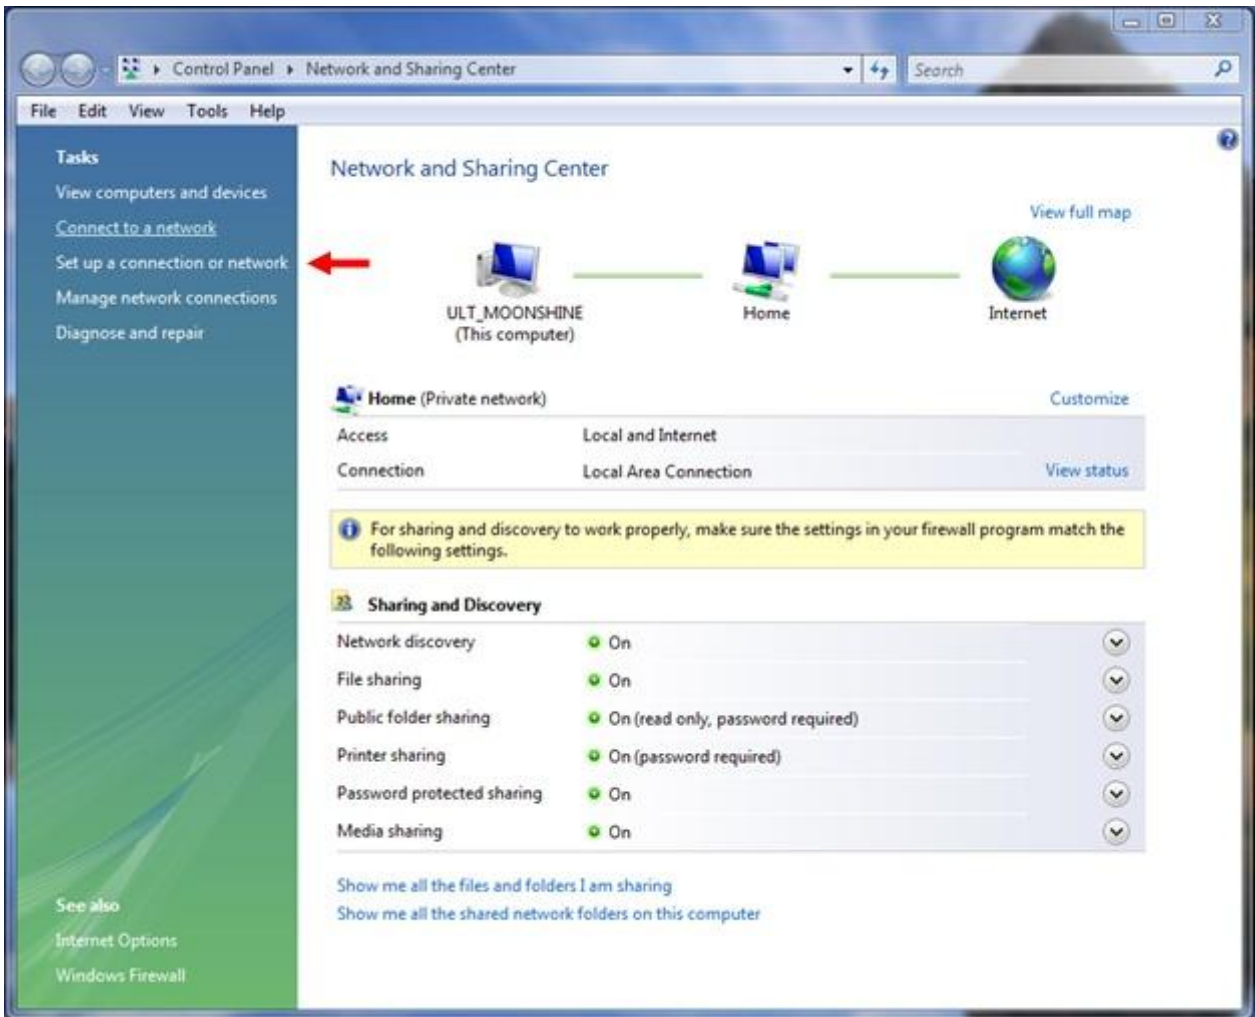 Control Panel
Network and Sharing Center
Search
File Edit View Tools Help
Tasks
View computers and devices
Connect to a network
Set up a connection or network
Manage network connections
Diagnose and repair
See also
Internet Options
Windows Firewall
Network and Sharing Center
View full map
ULT_MOONSHINE
(This computer)
Home
Internet
Home (Private network)
Customize
Access Local and Internet
Connection Local Area Connection View status
For sharing and discovery to work properly, make sure the settings in your firewall program match the
following settings.
Sharing and Discovery
Network discovery On
File sharing On
Public folder sharing On (read only, password required)
Printer sharing On (password required)
Password protected sharing On
Media sharing On
Show me all the files and folders I am sharing
Show me all the shared network folders on this computer